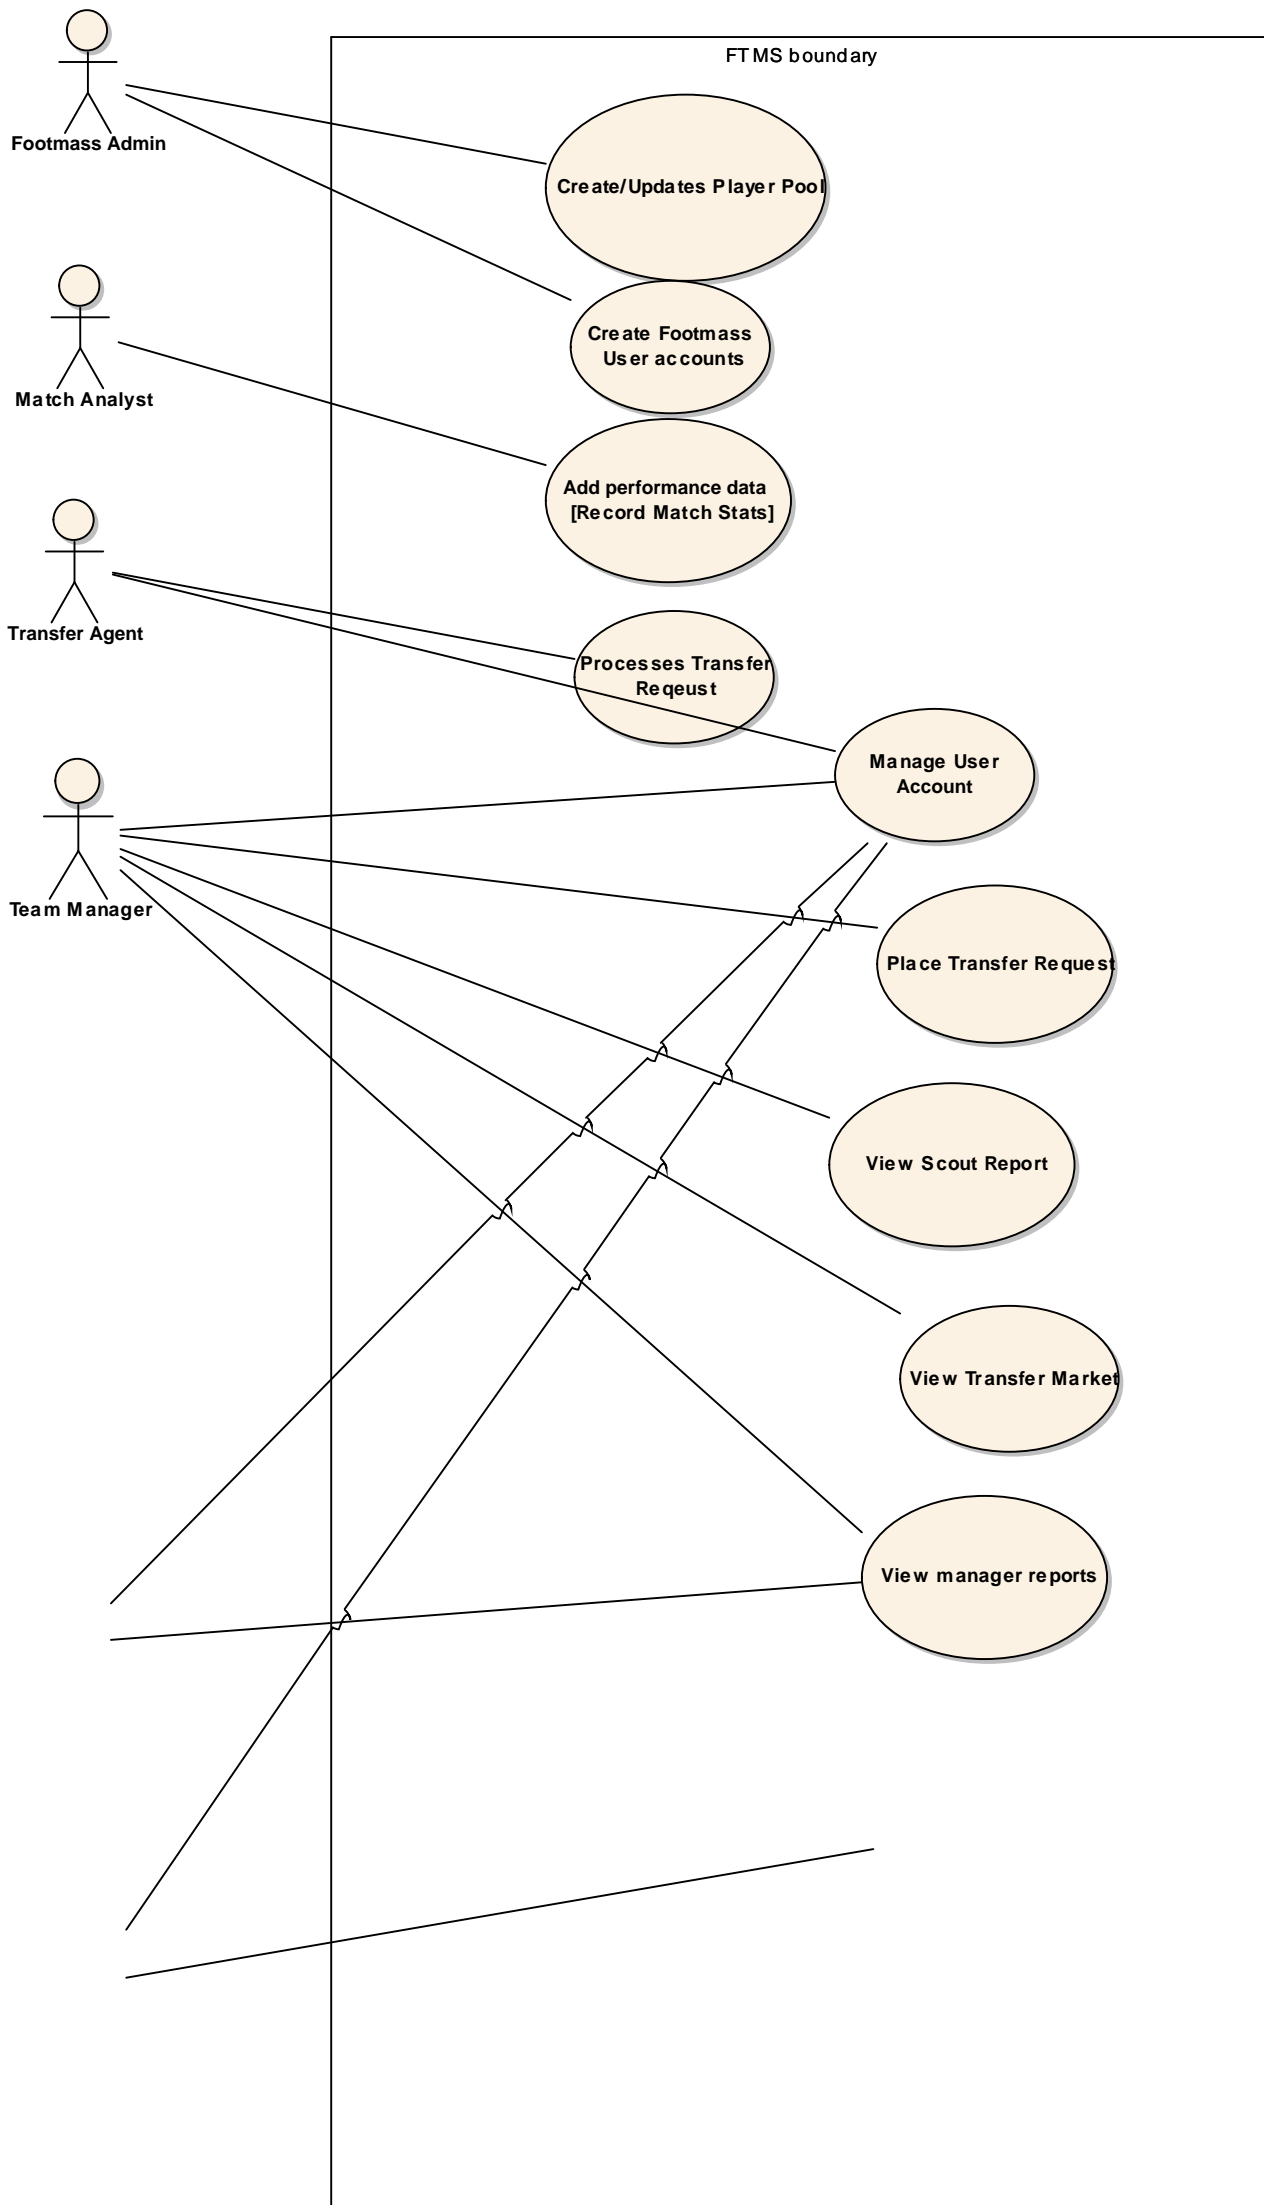 FTMS boundary
Footmass Admin
Create/Updates Player Pool
Create Footmass
User accounts
Match Analyst
Add performance data
[Record Match Stats]
Transfer Agent
Processes Transfer
Reqeust
Manage User
Account
Team Manager
Place Transfer Request
View Scout Report
View Transfer Market
View manager reports